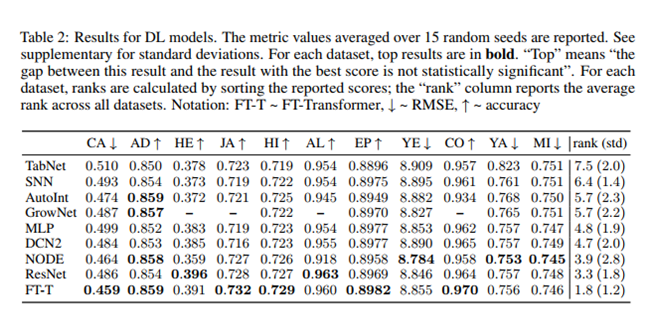 Table 2: Results for DL models. The metric values averaged over 15 random seeds are reported. See
supplementary for standard deviations. For each dataset, top results are in bold. “Top” means “the
gap between this result and the result with the best score is not statistically significant”. For each
dataset, ranks are calculated by sorting the reported scores; the “rank” column reports the average
rank across all datasets. Notation: FT-T ~ FT-Transformer, ↓ ~ RMSE, ↑ ~ accuracy
CA ↓ AD ↑ HE ↑ JA ↑ HI ↑ AL ↑ EP ↑ YE ↓ CO ↑ YA ↓ MI ↓ rank (std)
TabNet 0.510 0.850 0.378 0.723 0.719 0.954 0.8896 8.909 0.957 0.823 0.751 7.5 (2.0)
SNN 0.493 0.854 0.373 0.719 0.722 0.954 0.8975 8.895 0.961 0.761 0.751 6.4 (1.4)
AutoInt 0.474 0.859 0.372 0.721 0.725 0.945 0.8949 8.882 0.934 0.768 0.750 5.7 (2.3)
GrowNet 0.487 0.857 – – 0.722 – 0.8970 8.827 – 0.765 0.751 5.7 (2.2)
MLP 0.499 0.852 0.383 0.719 0.723 0.954 0.8977 8.853 0.962 0.757 0.747 4.8 (1.9)
DCN2 0.484 0.853 0.385 0.716 0.723 0.955 0.8977 8.890 0.965 0.757 0.749 4.7 (2.0)
NODE 0.464 0.858 0.359 0.727 0.726 0.918 0.8958 8.784 0.958 0.753 0.745 3.9 (2.8)
ResNet 0.486 0.854 0.396 0.728 0.727 0.963 0.8969 8.846 0.964 0.757 0.748 3.3 (1.8)
FT-T 0.459 0.859 0.391 0.732 0.729 0.960 0.8982 8.855 0.970 0.756 0.746 1.8 (1.2)